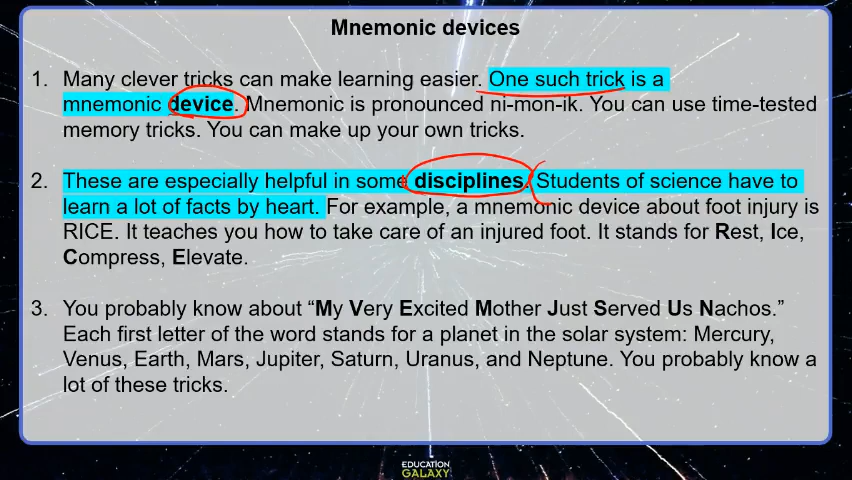 Mnemonic devices
1. Many clever tricks can make learning easier. One such trick is a
mnemonic device. Mnemonic is pronounced ni-mon-ik. You can use time-tested
memory tricks. You can make up your own tricks.
2. These are especially helpful in some disciplines. Students of science have to
learn a lot of facts by heart. For example, a mnemonic device about foot injury is
RICE. It teaches you how to take care of an injured foot. It stands for Rest, Ice,
Compress, Elevate.
3. You probably know about “My Very Excited Mother Just Served Us Nachos.”
Each first letter of the word stands for a planet in the solar system: Mercury,
Venus, Earth, Mars, Jupiter, Saturn, Uranus, and Neptune. You probably know a
lot of these tricks.
EDUCATION
GALAXY